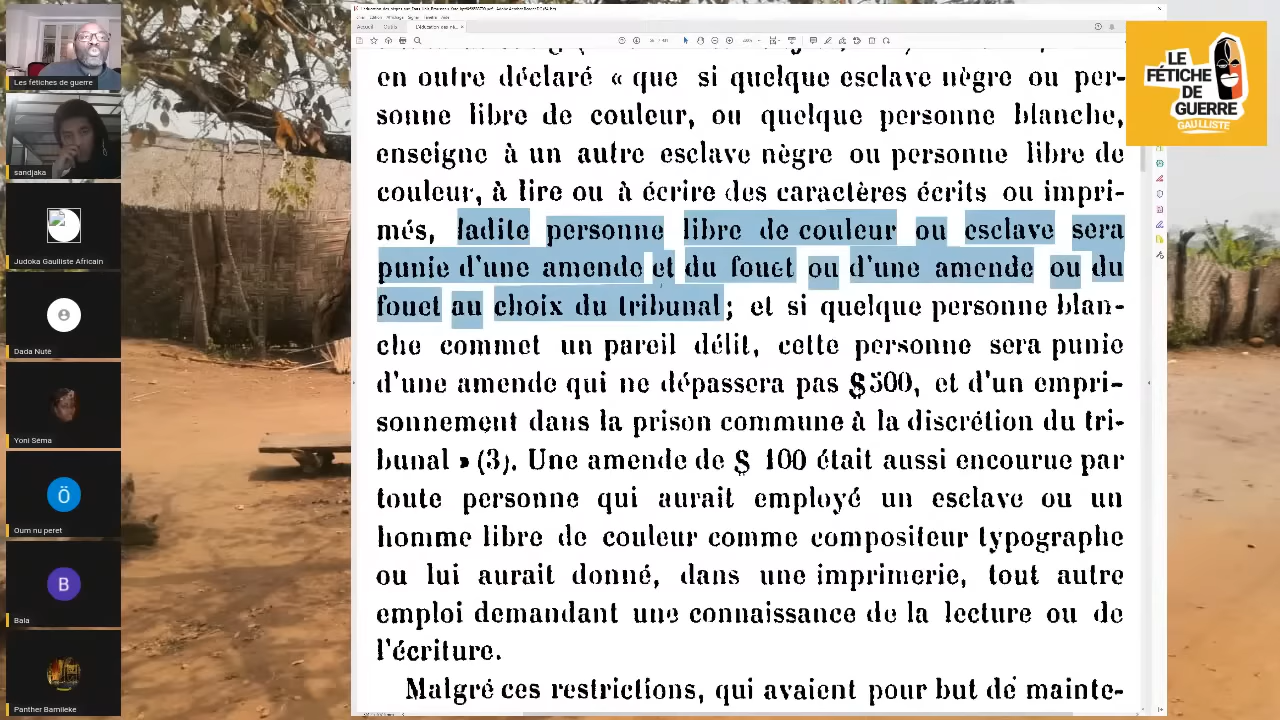 Les fétiches de guerre
sandjaka
Judoka Gaulliste Africain
Dada Nutè
Yoni Séma
Ö
Oum nu peret
B
Bala
Panther Bamileke
Accueil
Outils
LE
FÉTICHE
DE
GUERRE
GAULLISTE
en outre déclaré « que si quelque esclave nègre ou per-
sonne libre de couleur, ou quelque personne blanche,
enseigne à un autre esclave nègre ou personne libre de
couleur, à lire ou à écrire des caractères écrits ou impri-
més, ladite personne libre de couleur ou esclave sera
punie d'une amende et du fouet ou d'une amende ou du
fouet au choix du tribunal; et si quelque personne blan-
che commet un pareil délit, cette personne sera punie
d'une amende qui ne dépassera pas $500, et d'un empri-
sonnement dans la prison commune à la discrétion du tri-
bunal » (3). Une amende de $ 100 était aussi encourue par
toute personne qui aurait employé un esclave ou un
homme libre de couleur comme compositeur typographe
ou lui aurait donné, dans une imprimerie, tout autre
emploi demandant une connaissance de la lecture ou de
l'écriture.
Malgré ces restrictions, qui avaient pour but de mainte-